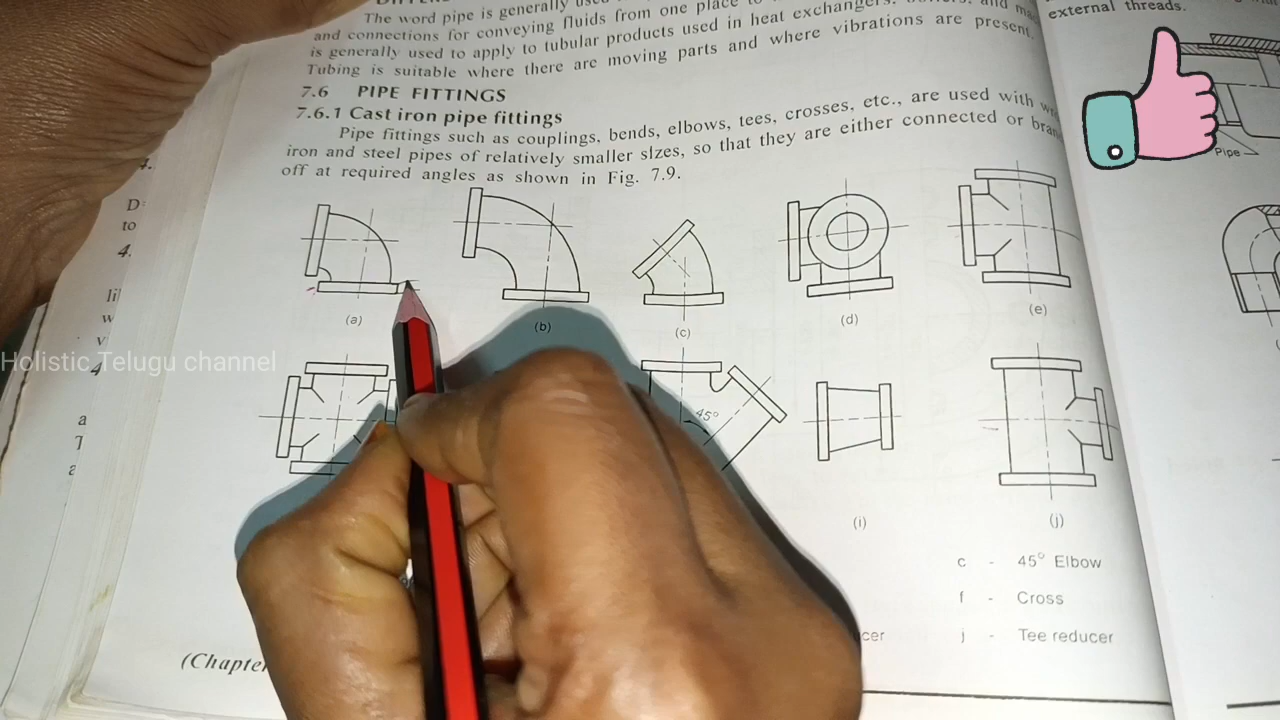 The word pipe is generally used
and connections for conveying fluids from one place
is generally used to apply to tubular products used in heat exchangers, and
Tubing is suitable where there are moving parts and where vibrations are present.
7.6 PIPE FITTINGS
7.6.1 Cast iron pipe fittings
Pipe fittings such as couplings, bends, elbows, tees, crosses, etc., are used with
iron and steel pipes of relatively smaller sizes, so that they are either connected or
off at required angles as shown in Fig. 7.9.
(a)
(b)
(c)
(d)
(e)
45°
(i)
(j)
c - 45° Elbow
f - Cross
j - Tee reducer
(Chapter
external threads.
Pipe
4.
to
4.
Holistic Telugu channel